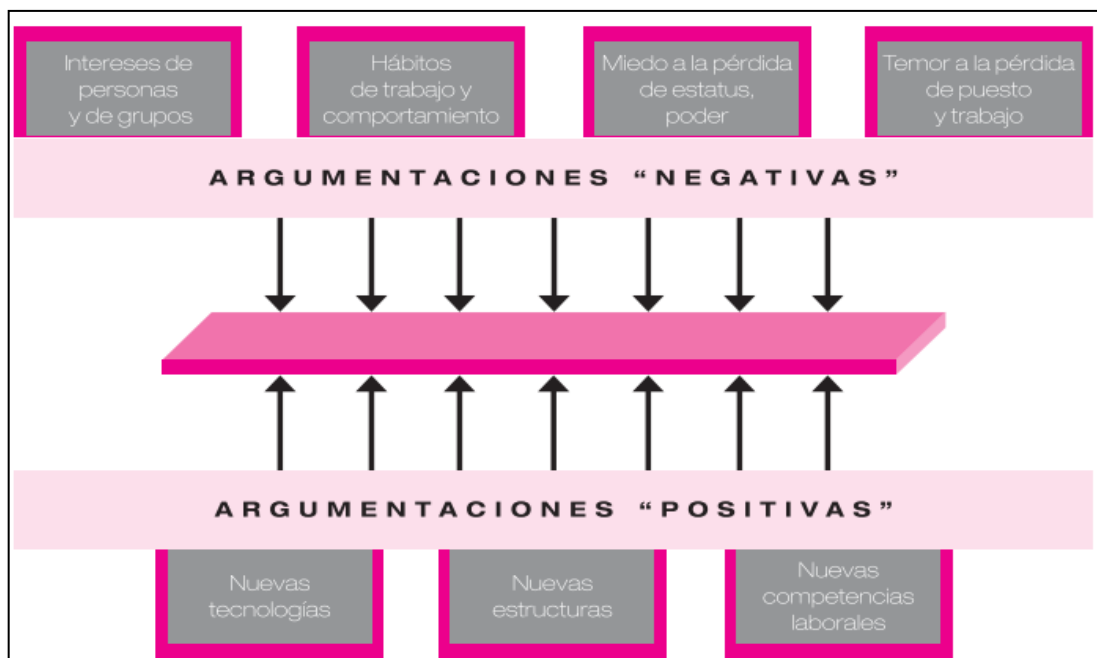 Intereses de
personas
y de grupos
Hábitos
de trabajo y
comportamiento
Miedo a la pérdida
de estatus,
poder
Temor a la pérdida
de puesto
y trabajo
ARGUMENTACIONES “NEGATIVAS”
ARGUMENTACIONES “POSITIVAS”
Nuevas
tecnologías
Nuevas
estructuras
Nuevas
competencias
laborales